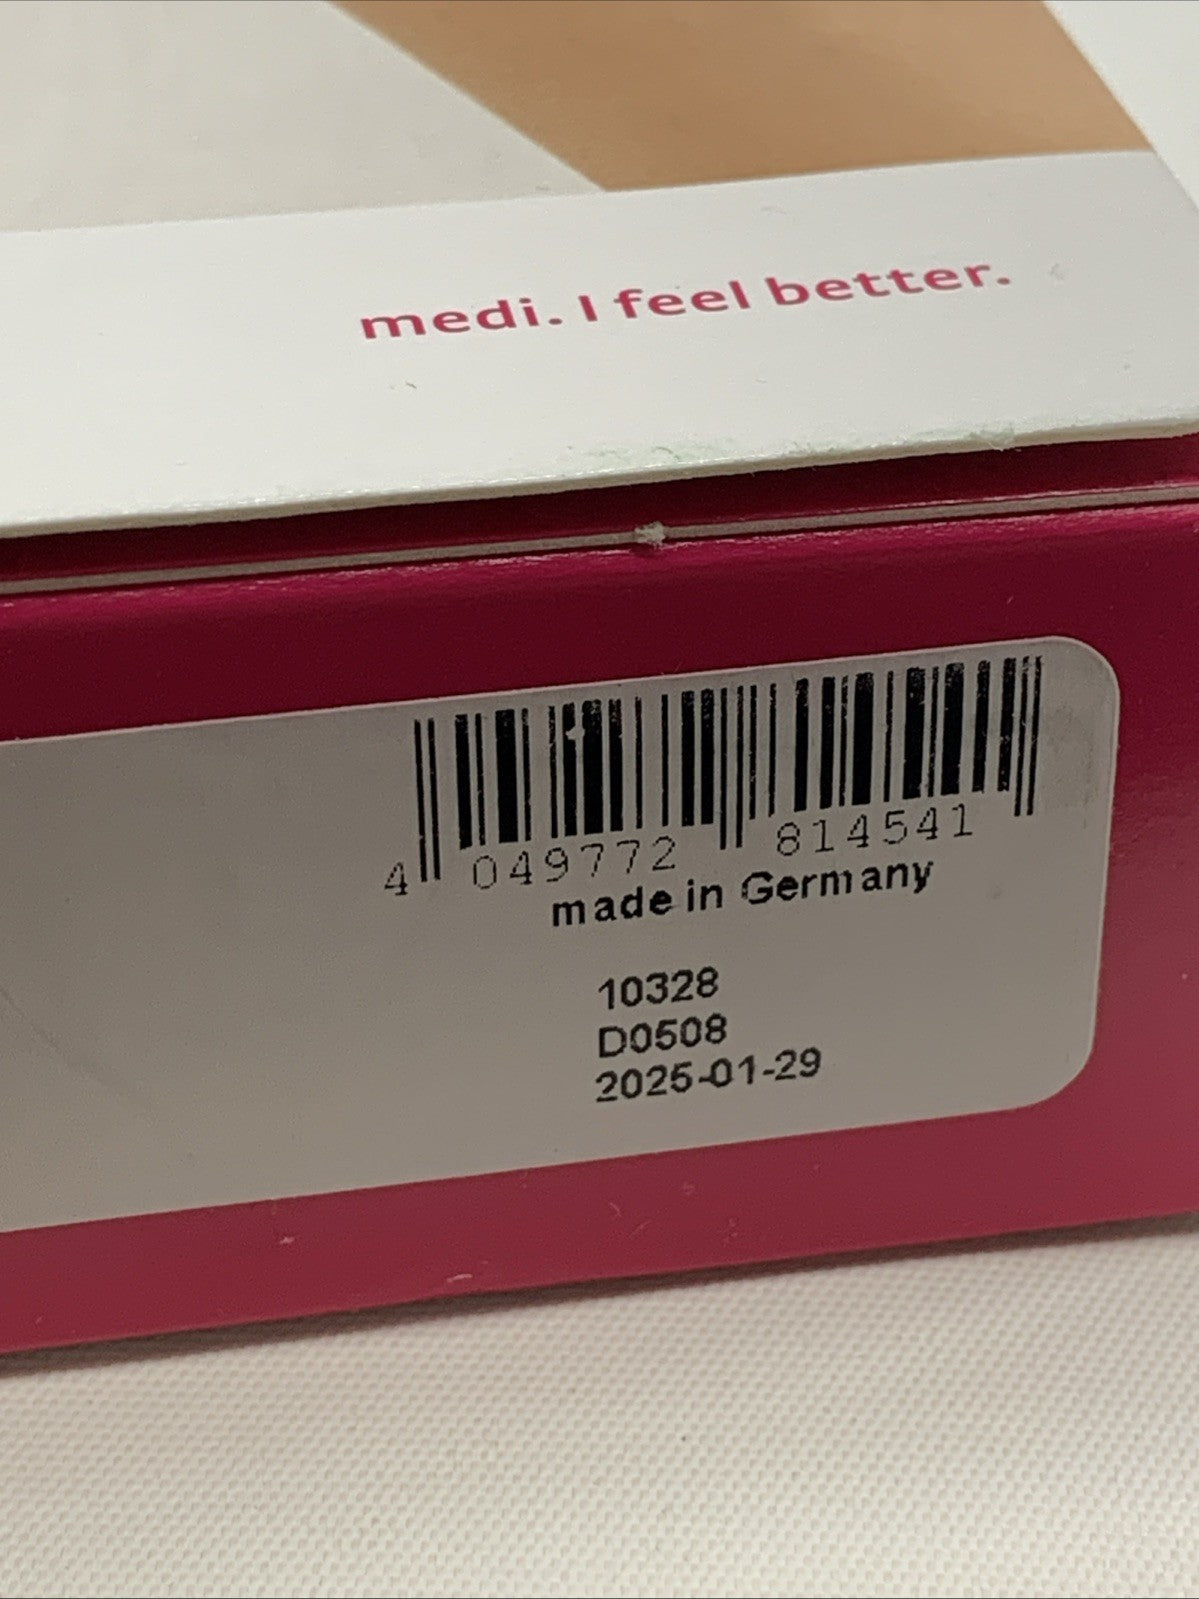 medi. I feel better.
4 049772 814541
made in Germany
10328
D0508
2025-01-29